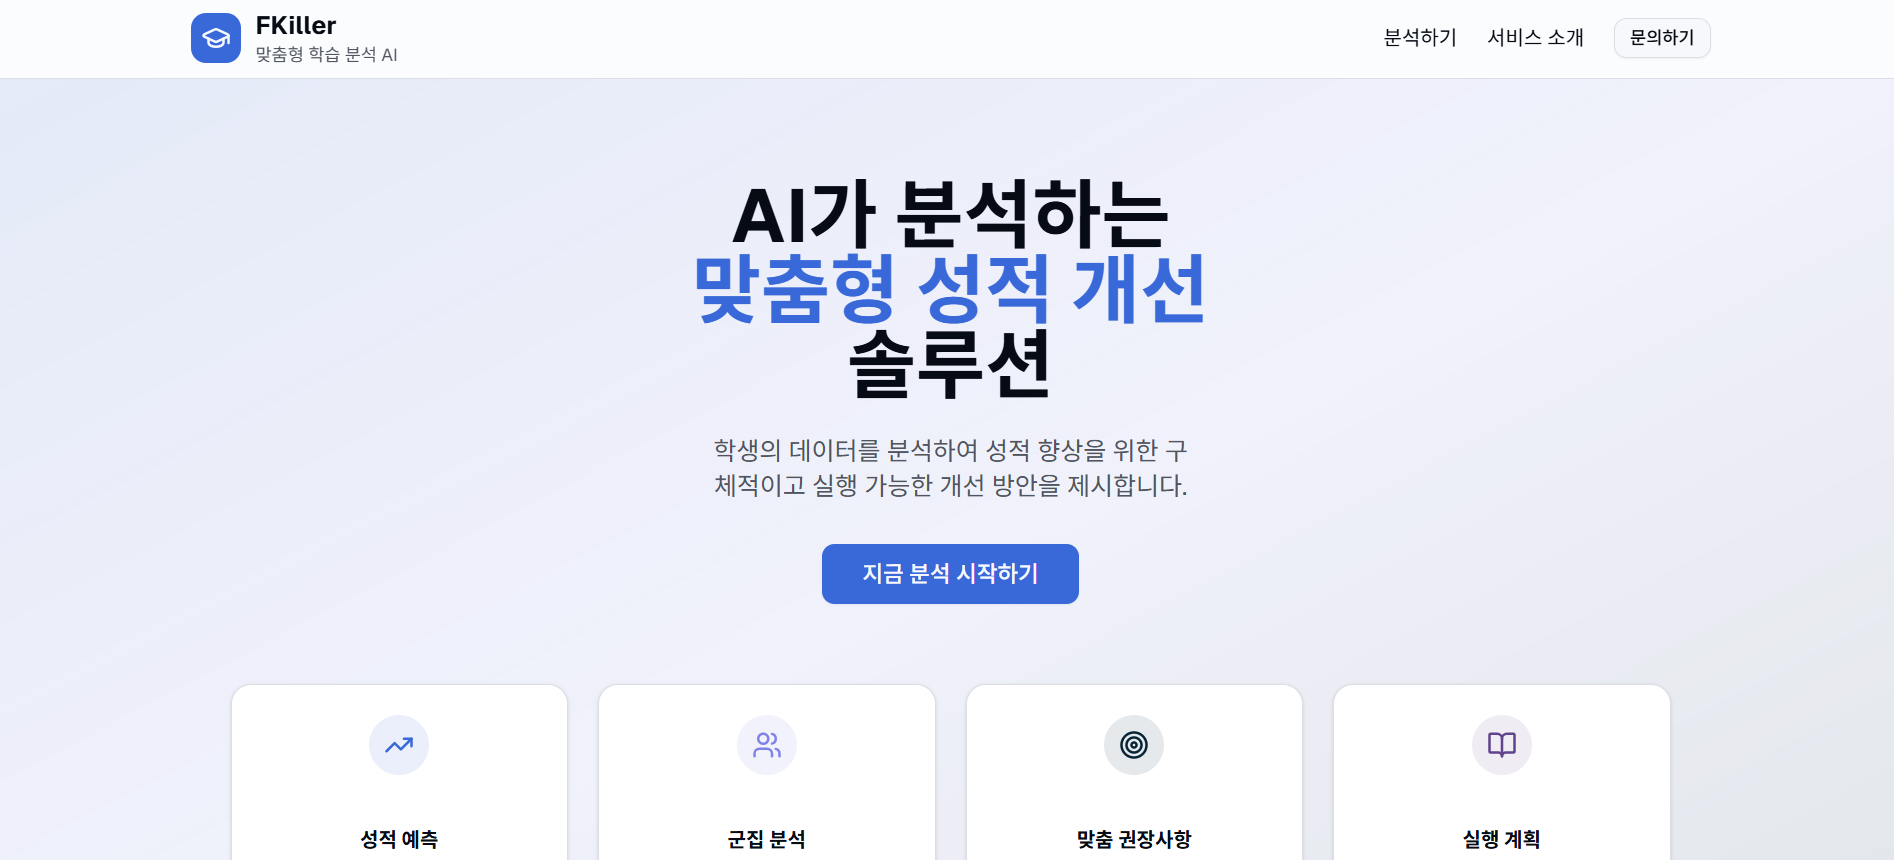 FKiller
맞춤형 학습 분석 AI
분석하기
서비스 소개
문의하기
AI가 분석하는
맞춤형 성적 개선
솔루션
학생의 데이터를 분석하여 성적 향상을 위한 구
체적이고 실행 가능한 개선 방안을 제시합니다.
지금 분석 시작하기
성적 예측
군집 분석
맞춤 권장사항
실행 계획